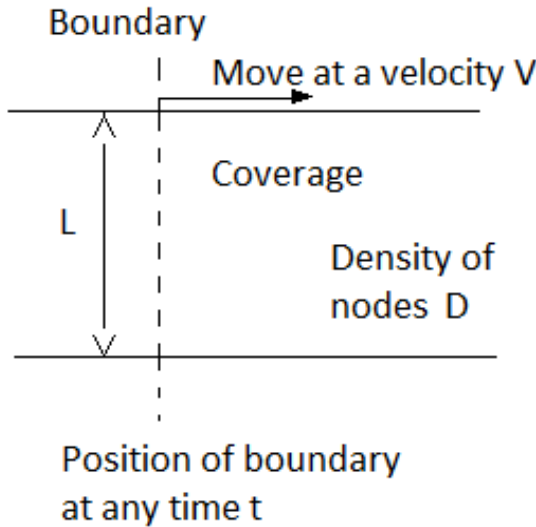 Boundary
Move at a velocity V
Coverage
L
Density of
nodes D
Position of boundary
at any time t